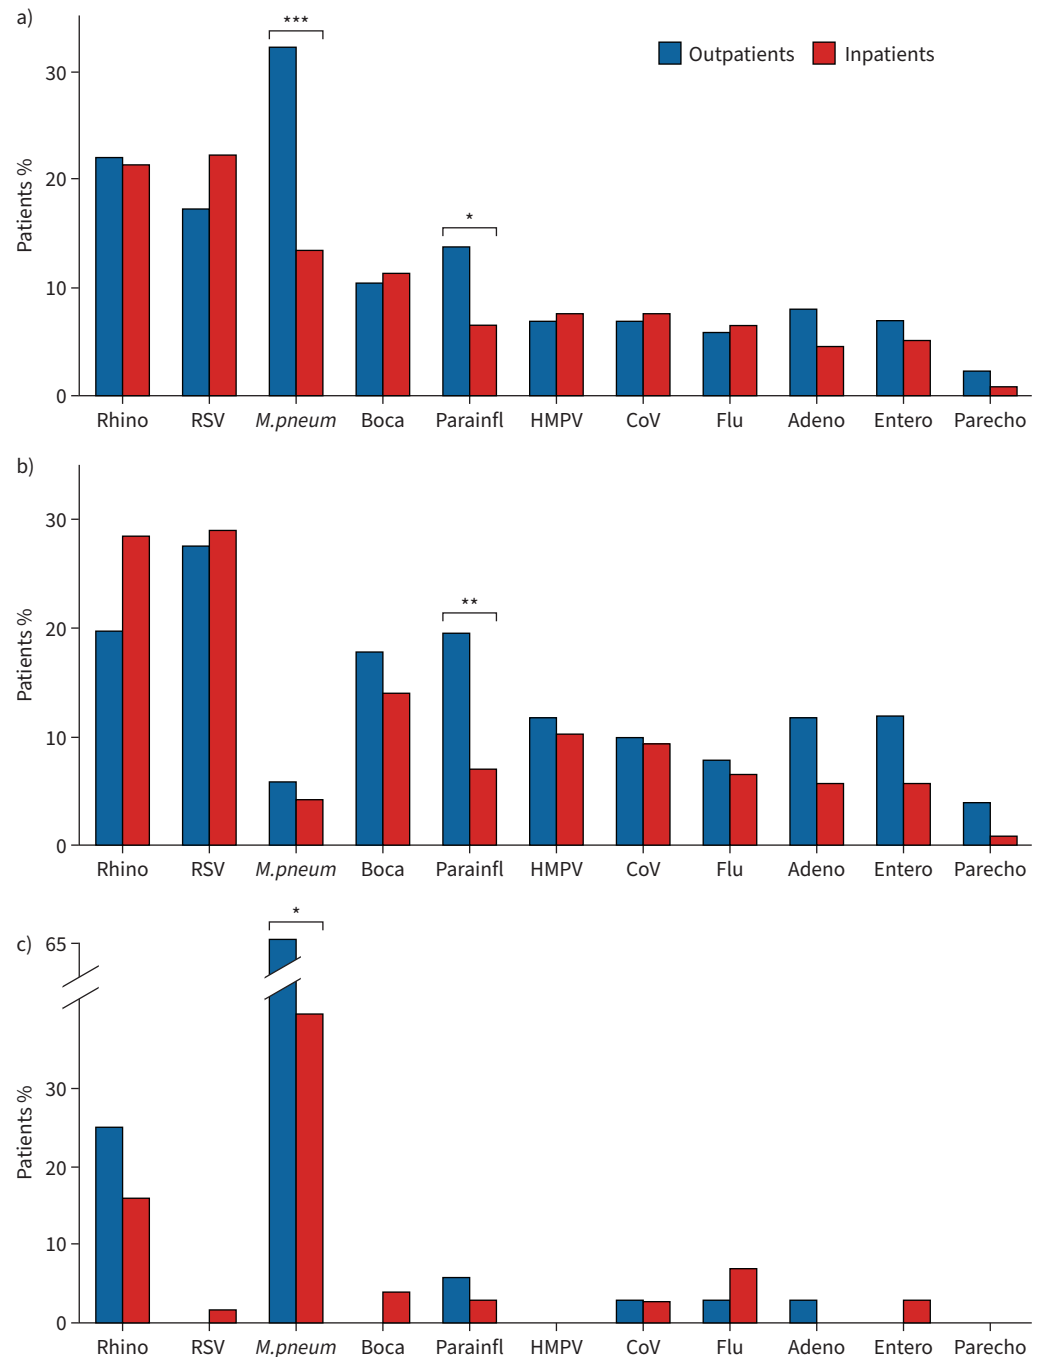 a)
***
Outpatients Inpatients
30
*
20
10
0
Patients %
Rhino RSV M.pneum Boca Parainfl HMPV CoV Flu Adeno Entero Parecho
b)
30
**
20
10
0
Patients %
Rhino RSV M.pneum Boca Parainfl HMPV CoV Flu Adeno Entero Parecho
*
c) 65
30
20
10
0
Patients %
Rhino RSV M.pneum Boca Parainfl HMPV CoV Flu Adeno Entero Parecho